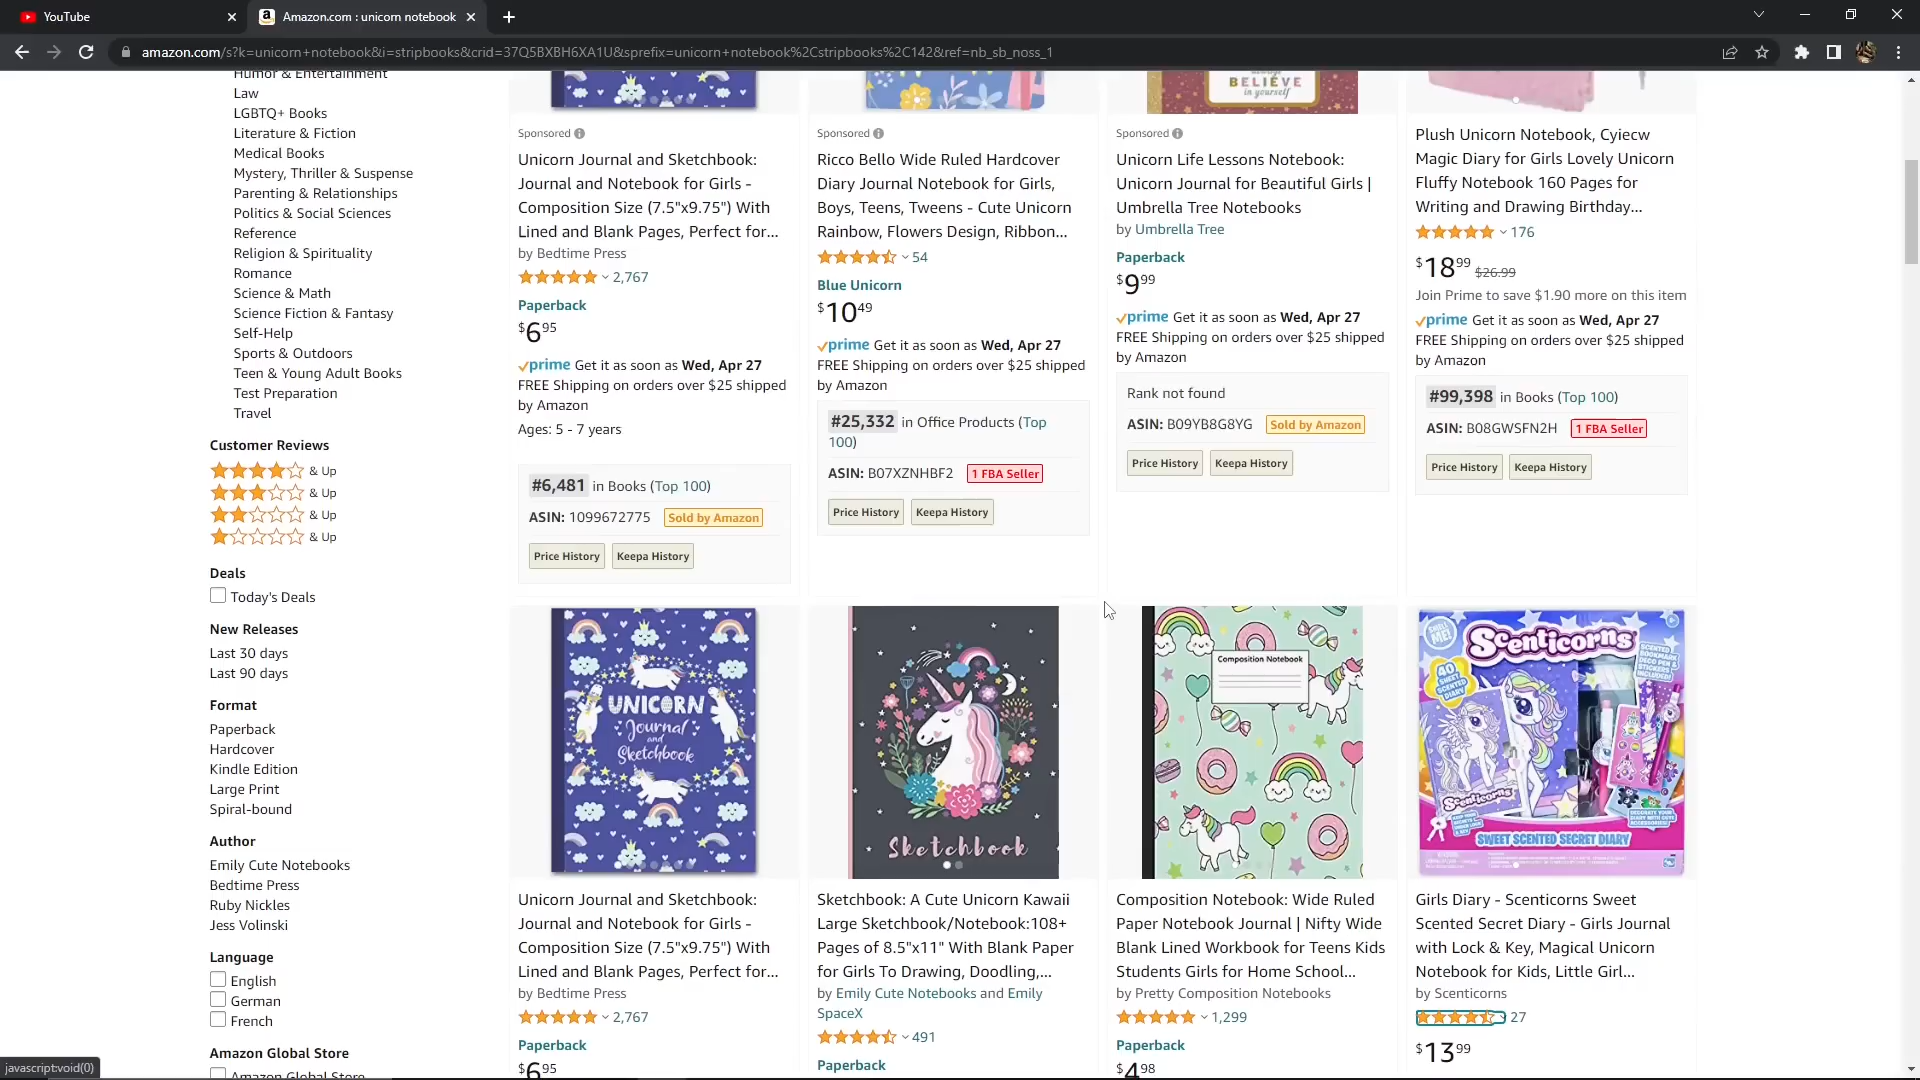 YouTube
Amazon.com : unicorn notebook
amazon.com/s?k=unicorn+notebook&i=stripbooks&crid=37Q5BXBH6XA1U&sprefix=unicorn+notebook%2Cstripbooks%2C142&ref=nb_sb_noss_1
Humor & Entertainment
Law
LGBTQ+ Books
Literature & Fiction
Medical Books
Mystery, Thriller & Suspense
Parenting & Relationships
Politics & Social Sciences
Reference
Religion & Spirituality
Romance
Science & Math
Science Fiction & Fantasy
Self-Help
Sports & Outdoors
Teen & Young Adult Books
Test Preparation
Travel
Customer Reviews
& Up
& Up
& Up
& Up
Deals
Today's Deals
New Releases
Last 30 days
Last 90 days
Format
Paperback
Hardcover
Kindle Edition
Large Print
Spiral-bound
Author
Emily Cute Notebooks
Bedtime Press
Ruby Nickles
Jess Volinski
Language
English
German
French
Amazon Global Store
Amazon Global Store
Sponsored
Unicorn Journal and Sketchbook:
Journal and Notebook for Girls -
Composition Size (7.5"x9.75") With
Lined and Blank Pages, Perfect for...
by Bedtime Press
2,767
Paperback
$6.95
prime Get it as soon as Wed, Apr 27
FREE Shipping on orders over $25 shipped
by Amazon
Ages: 5 - 7 years
#6,481 in Books (Top 100)
ASIN: 1099672775 Sold by Amazon
Price History Keepa History
Sponsored
Ricco Bello Wide Ruled Hardcover
Diary Journal Notebook for Girls,
Boys, Teens, Tweens - Cute Unicorn
Rainbow, Flowers Design, Ribbon...
54
Blue Unicorn
$10.49
prime Get it as soon as Wed, Apr 27
FREE Shipping on orders over $25 shipped
by Amazon
#25,332 in Office Products (Top
100)
ASIN: B07XZNHBF2 1 FBA Seller
Price History Keepa History
BELIEVE
in yourself
Sponsored
Unicorn Life Lessons Notebook:
Unicorn Journal for Beautiful Girls |
Umbrella Tree Notebooks
by Umbrella Tree
Paperback
$9.99
prime Get it as soon as Wed, Apr 27
FREE Shipping on orders over $25 shipped
by Amazon
Rank not found
ASIN: B09YB8G8YG Sold by Amazon
Price History Keepa History
Plush Unicorn Notebook, Cyiecw
Magic Diary for Girls Lovely Unicorn
Fluffy Notebook 160 Pages for
Writing and Drawing Birthday...
176
$18.99 $26.99
Join Prime to save $1.90 more on this item
prime Get it as soon as Wed, Apr 27
FREE Shipping on orders over $25 shipped
by Amazon
#99,398 in Books (Top 100)
ASIN: B08GWSFN2H 1 FBA Seller
Price History Keepa History
UNICORN
Journal
and
Sketchbook
Unicorn Journal and Sketchbook:
Journal and Notebook for Girls -
Composition Size (7.5"x9.75") With
Lined and Blank Pages, Perfect for...
by Bedtime Press
2,767
Paperback
$6.95
Sketchbook
Sketchbook: A Cute Unicorn Kawaii
Large Sketchbook/Notebook:108+
Pages of 8.5"x11" With Blank Paper
for Girls To Drawing, Doodling,...
by Emily Cute Notebooks and Emily
SpaceX
491
Paperback
Composition Notebook
Composition Notebook: Wide Ruled
Paper Notebook Journal | Nifty Wide
Blank Lined Workbook for Teens Kids
Students Girls for Home School...
by Pretty Composition Notebooks
1,299
Paperback
$4.98
SMELL ME!
Scenticorns
40
Scenticorns
SWEET SCENTED SECRET DIARY
Girls Diary - Scenticorns Sweet
Scented Secret Diary - Girls Journal
with Lock & Key, Magical Unicorn
Notebook for Kids, Little Girl...
by Scenticorns
27
$13.99
javascript:void(0)